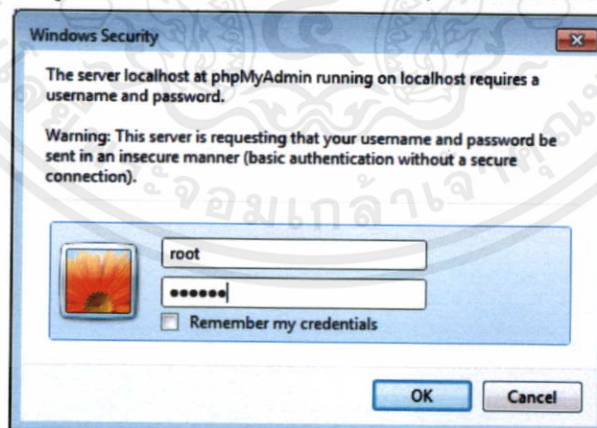 Windows Security
The server localhost at phpMyAdmin running on localhost requires a
username and password.
Warning: This server is requesting that your username and password be
sent in an insecure manner (basic authentication without a secure
connection).
root
●●●●●●
Remember my credentials
OK
Cancel